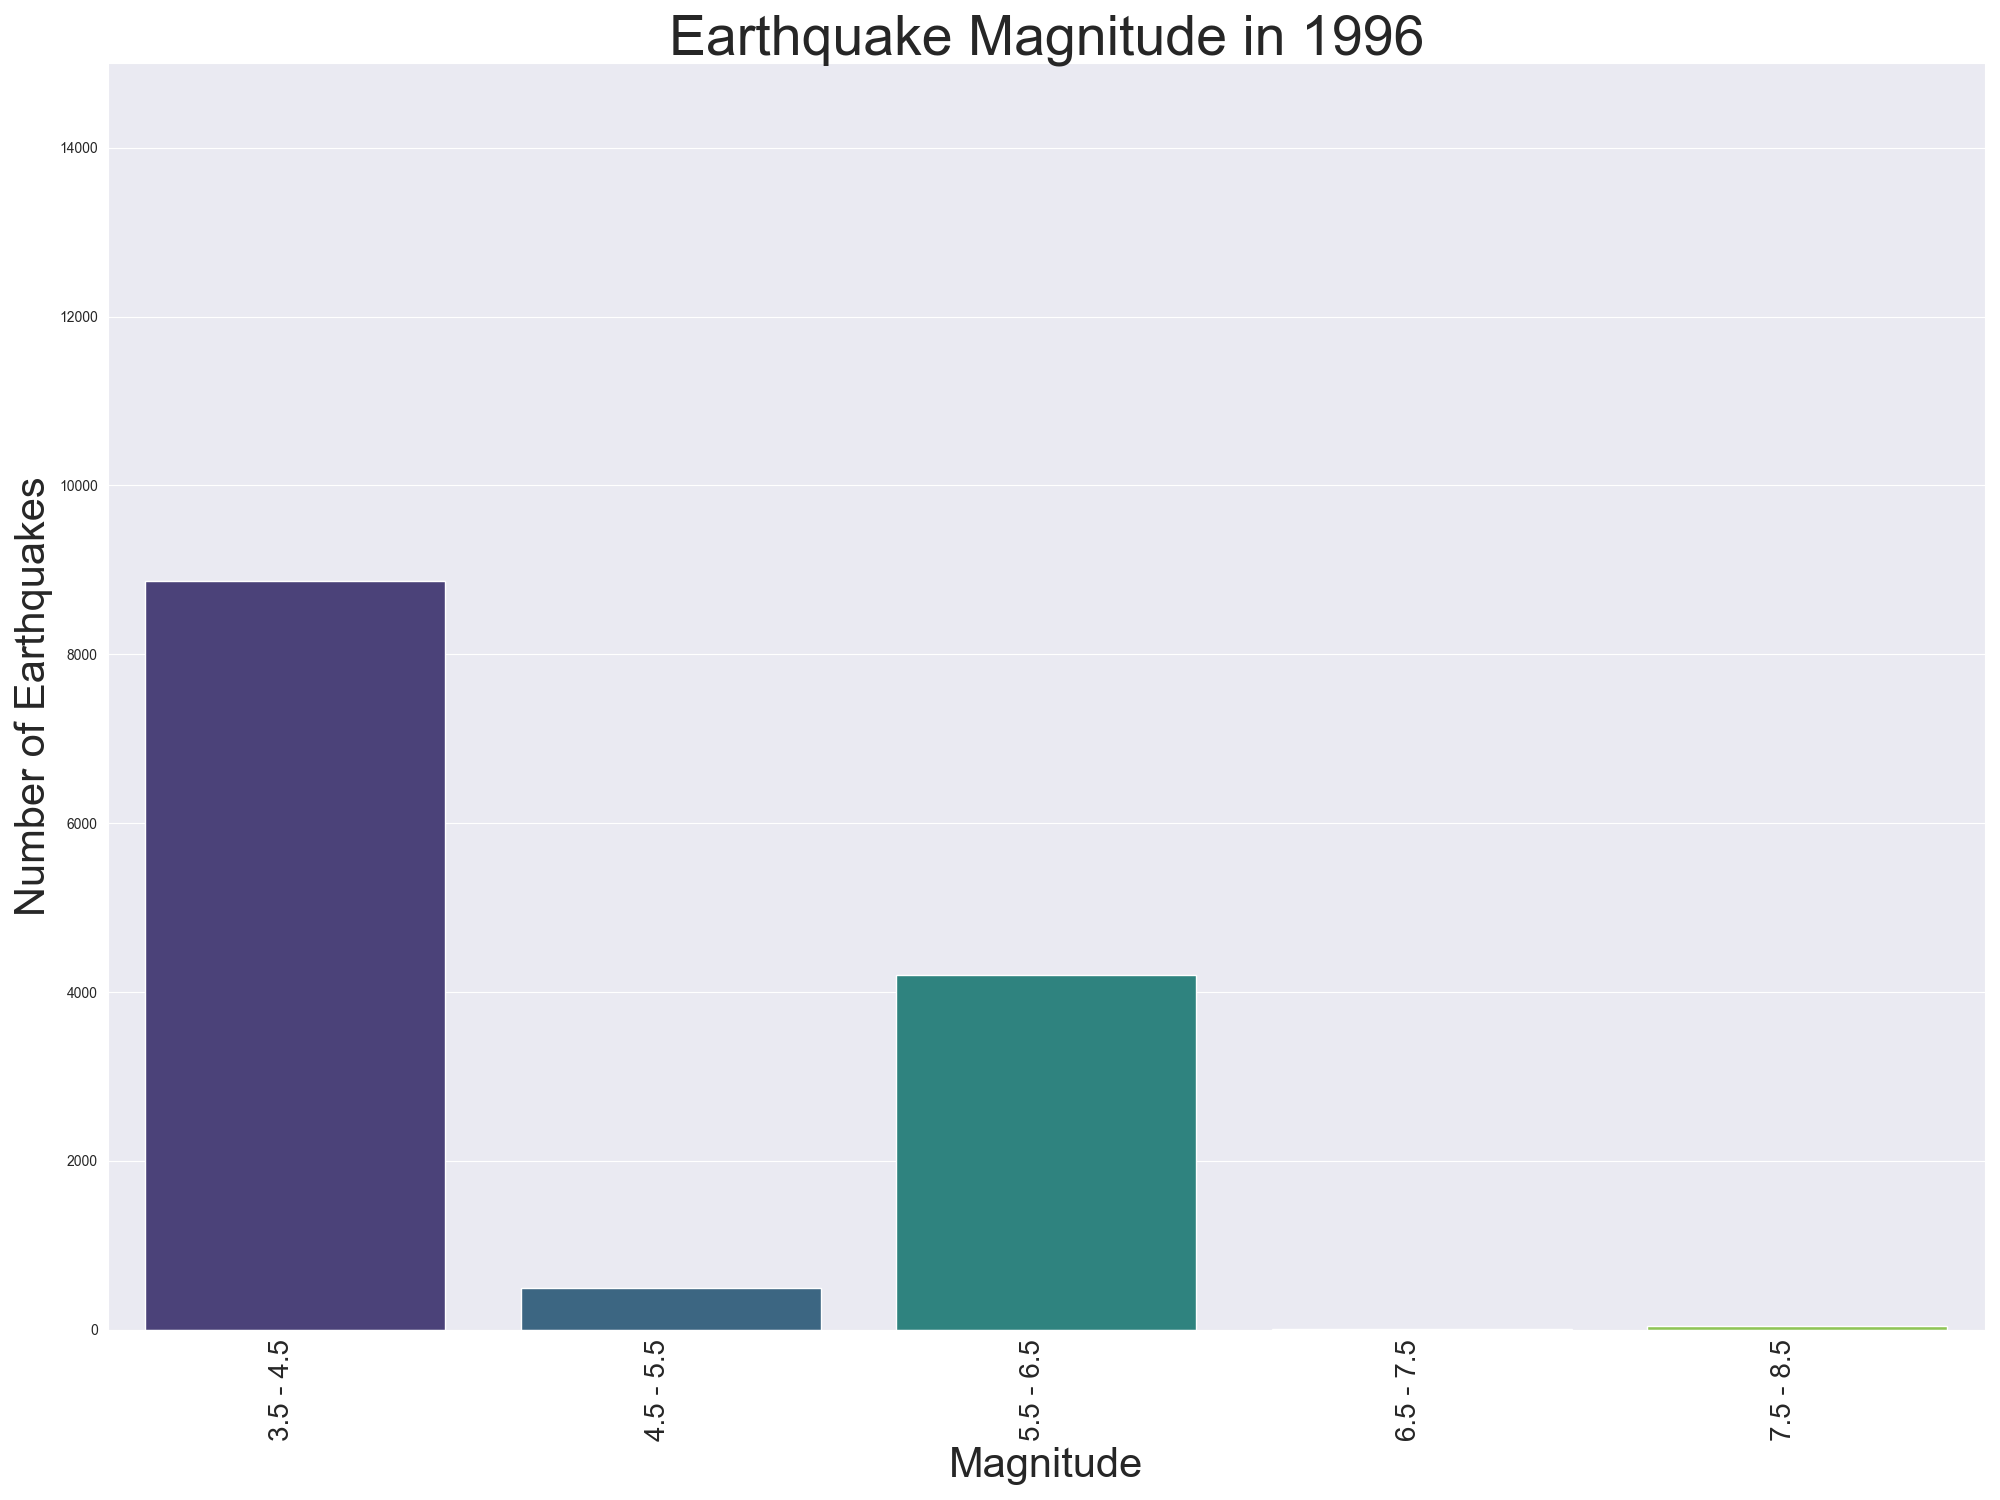 Earthquake Magnitude in 1996
Number of Earthquakes
14000
12000
10000
8000
6000
4000
2000
0
3.5 - 4.5
4.5 - 5.5
5.5 - 6.5
6.5 - 7.5
7.5 - 8.5
Magnitude